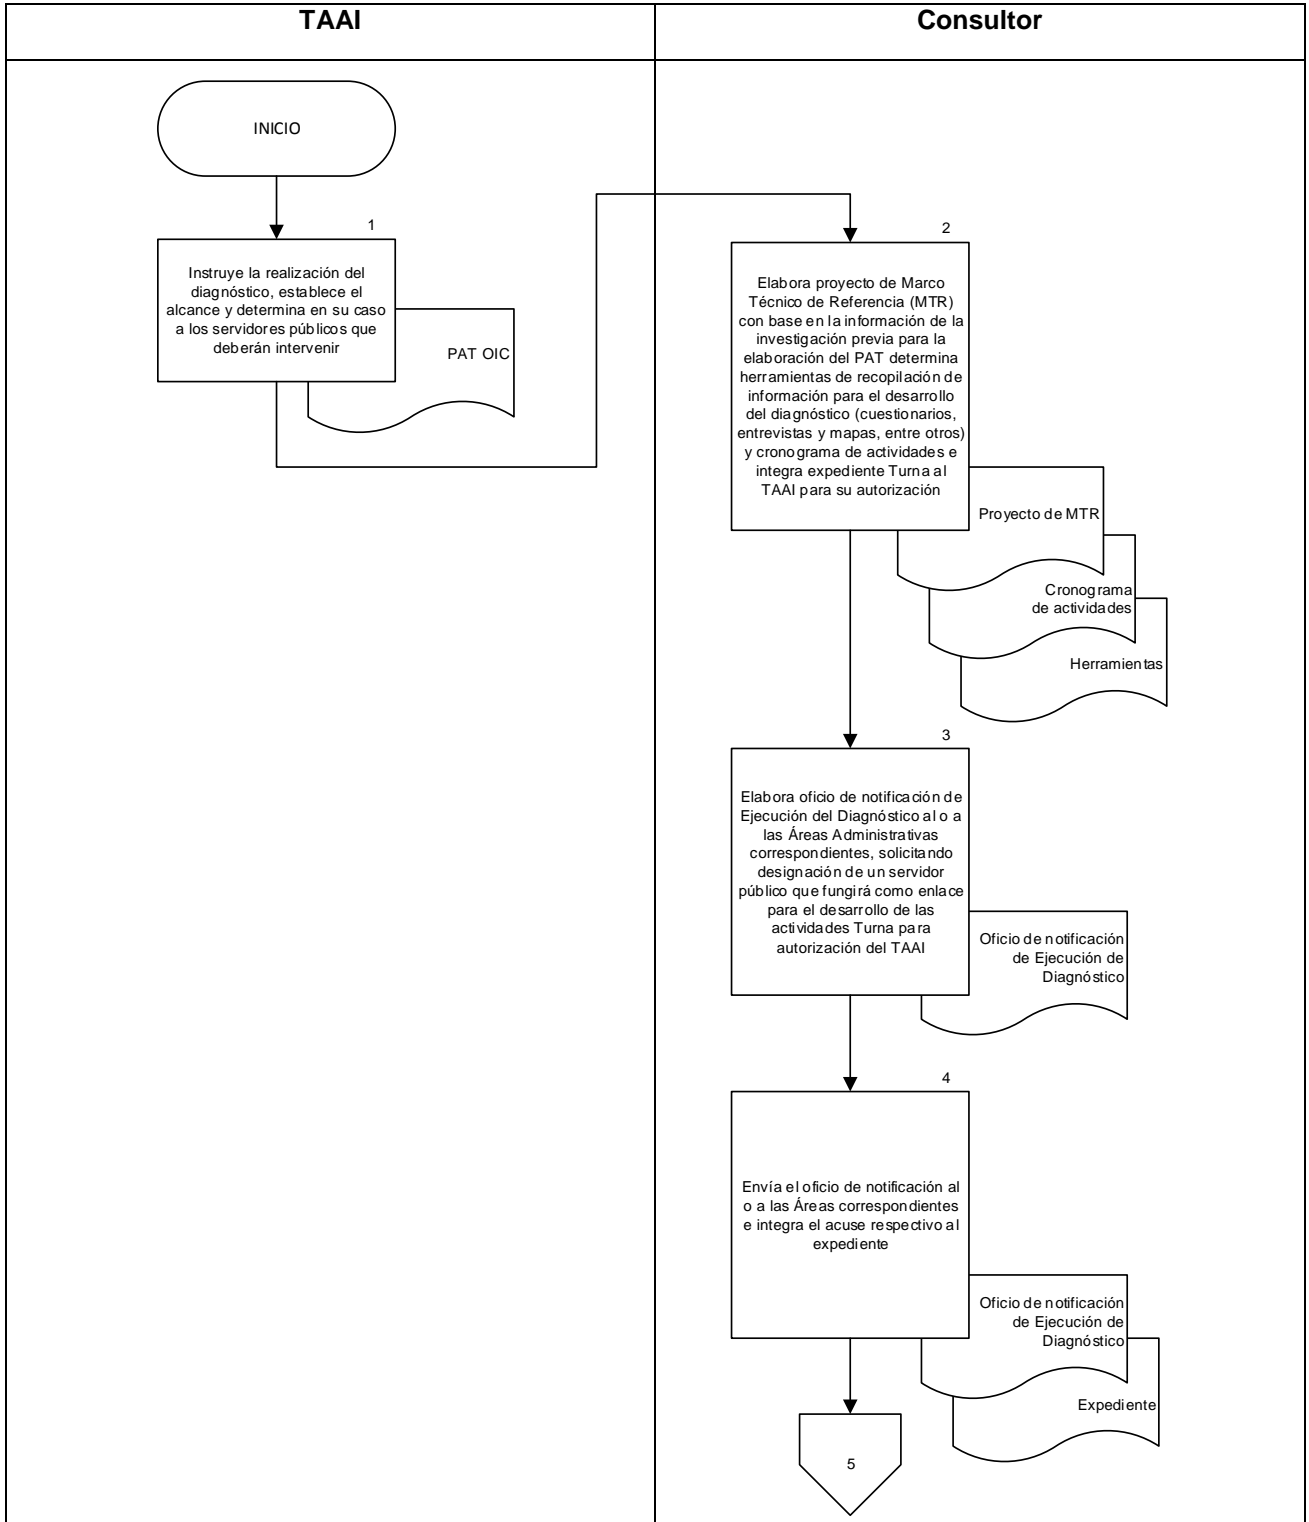 TAAI
Consultor
INICIO
1
Instruye la realización del
diagnóstico, establece el
alcance y determina en su caso
a los servidores públicos que
deberán intervenir
PAT OIC
2
Elabora proyecto de Marco
Técnico de Referencia (MTR)
con base en la información de la
investigación previa para la
elaboración del PAT determina
herramientas de recopilación de
información para el desarrollo
del diagnóstico (cuestionarios,
entrevistas y mapas, entre otros)
y cronograma de actividades e
integra expediente Turna al
TAAI para su autorización
Proyecto de MTR
Cronograma
de actividades
Herramientas
3
Elabora oficio de notificación de
Ejecución del Diagnóstico al o a
las Áreas Administrativas
correspondientes, solicitando
designación de un servidor
público que fungirá como enlace
para el desarrollo de las
actividades Turna para
autorización del TAAI
Oficio de notificación
de Ejecución de
Diagnóstico
4
Envía el oficio de notificación al
o a las Áreas correspondientes
e integra el acuse respectivo al
expediente
Oficio de notificación
de Ejecución de
Diagnóstico
Expediente
5